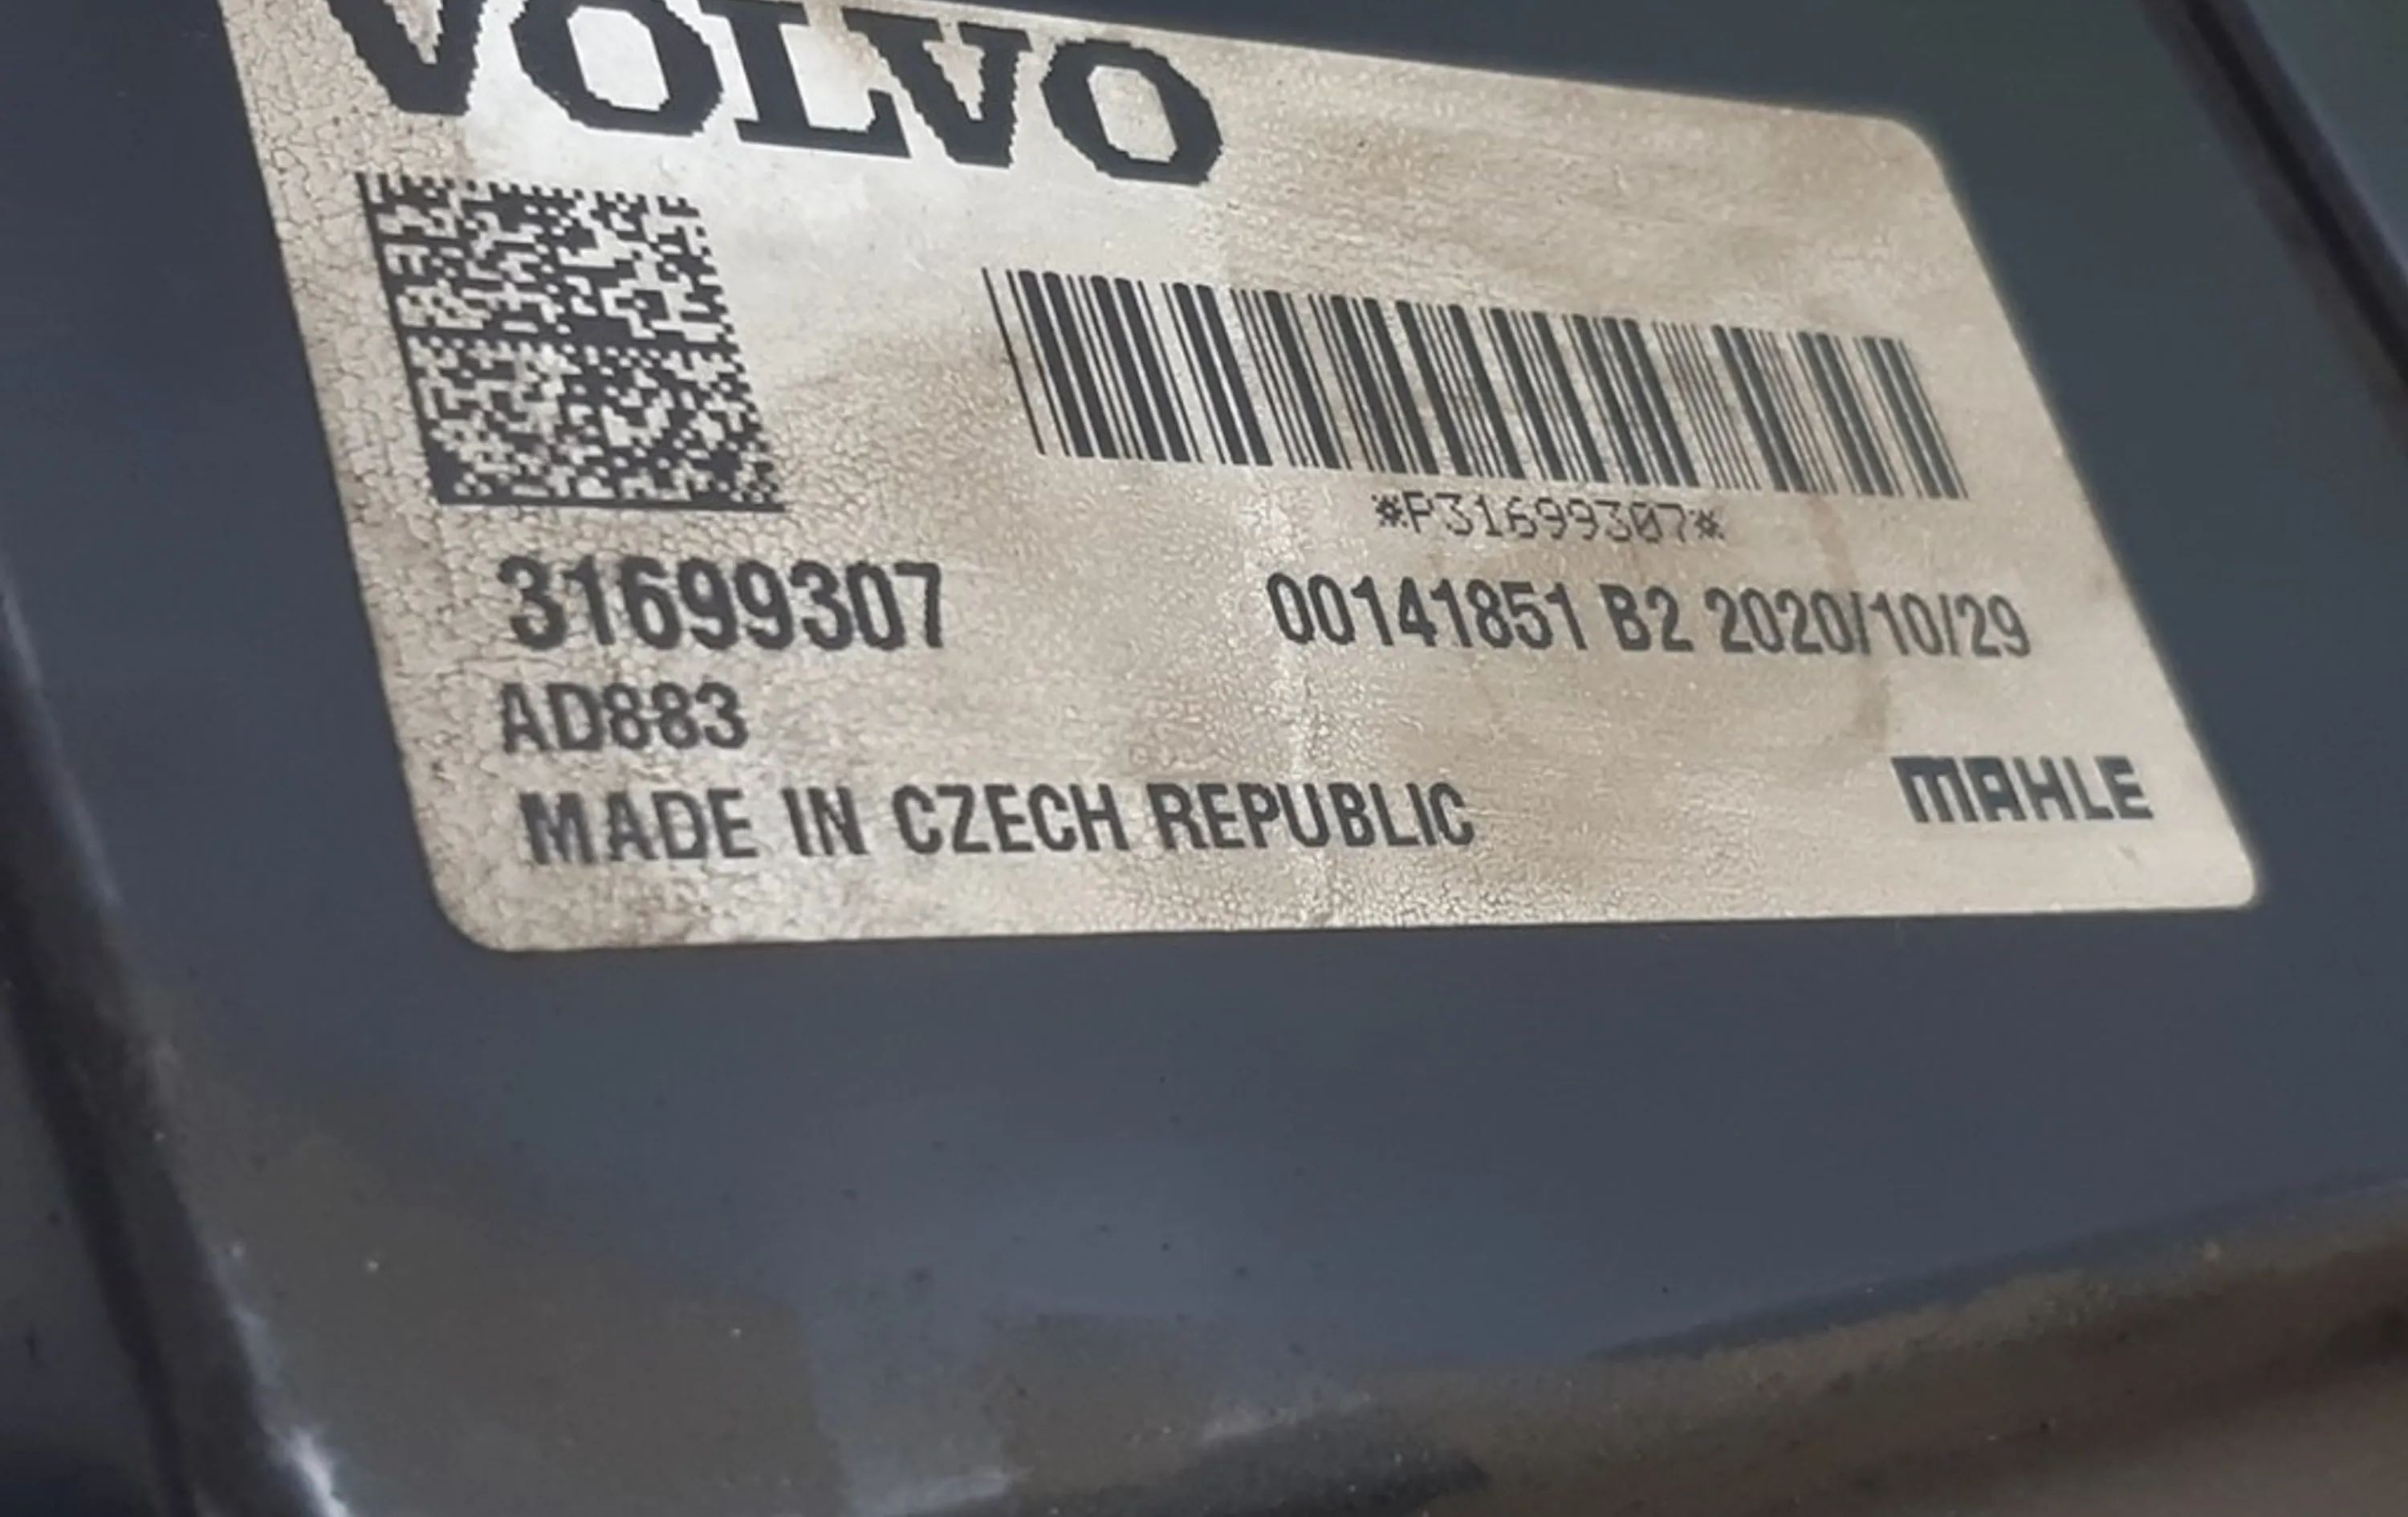 VOLVO
*P31699307*
31699307
00141851 B2 2020/10/29
AD883
MAHLE
MADE IN CZECH REPUBLIC